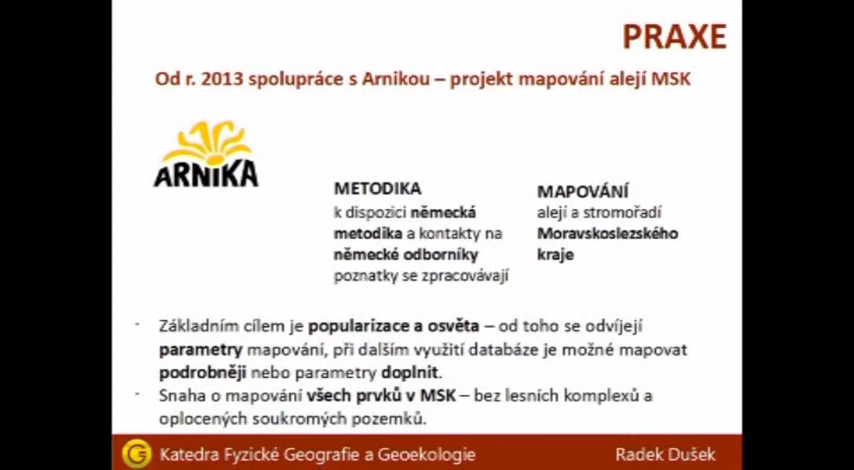 PRAXE
Od r. 2013 spolupráce s Arnikou – projekt mapování alejí MSK
ARNIKA
METODIKA
k dispozici německá
metodika a kontakty na
německé odborníky
poznatky se zpracovávají
MAPOVÁNÍ
alejí a stromořadí
Moravskoslezského
kraje
- Základním cílem je popularizace a osvěta – od toho se odvíjejí
parametry mapování, při dalším využití databáze je možné mapovat
podrobněji nebo parametry doplnit.
- Snaha o mapování všech prvků v MSK – bez lesních komplexů a
oplocených soukromých pozemků.
G Katedra Fyzické Geografie a Geoekologie
Radek Dušek